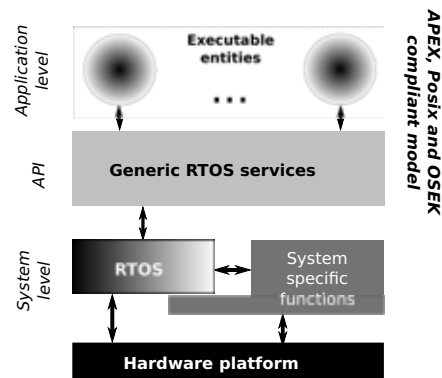 Application
level
Executable
entities
...
APEX, Posix and OSEK
compliant model
API
Generic RTOS services
System
level
RTOS
System
specific
functions
Hardware platform